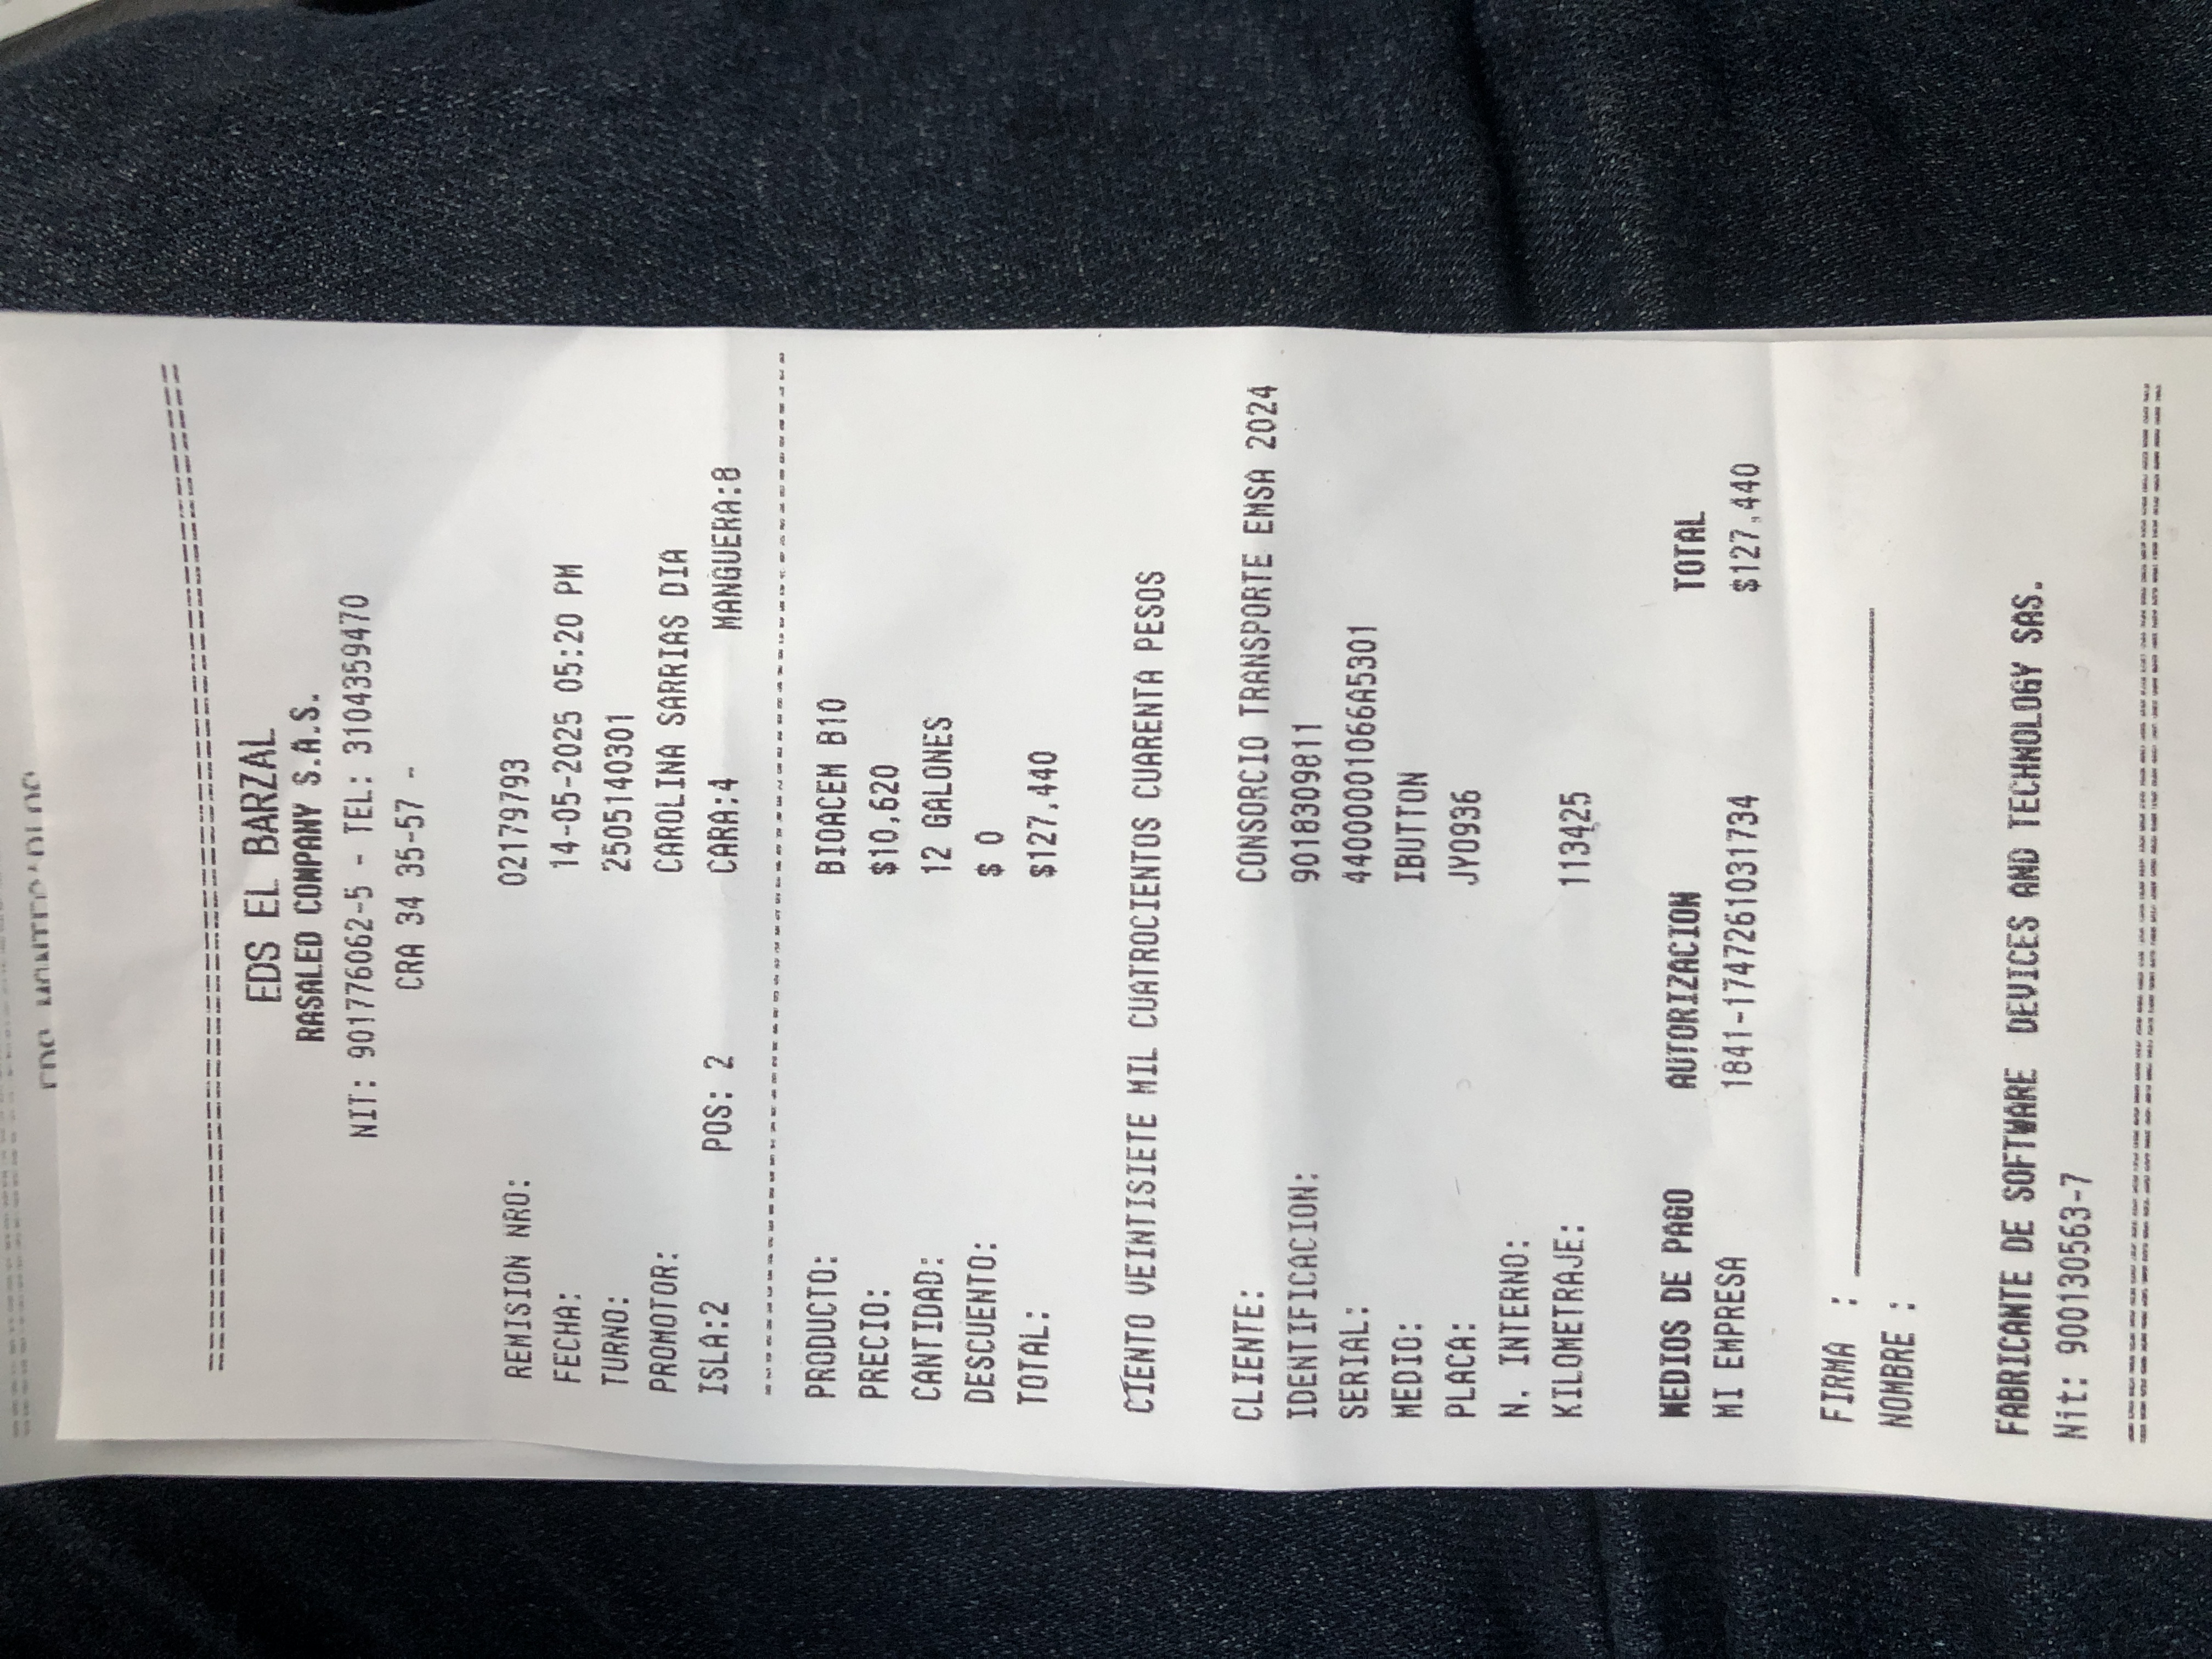 ========================================
EDS EL BARZAL
RASALED COMPANY S.A.S.
NIT: 901776062-5 - TEL: 3104359470
CRA 34 35-57 -
REMISION NRO: 02179793
FECHA: 14-05-2025 05:20 PM
TURNO: 250514030​1
PROMOTOR: CAROLINA SARRIAS DIA
ISLA:2 POS: 2 CARA:4 MANGUERA:8
----------------------------------------
PRODUCTO: BIOACEM B10
PRECIO: $10,620
CANTIDAD: 12 GALONES
DESCUENTO: $ 0
TOTAL: $127,440
CIENTO VEINTISIETE MIL CUATROCIENTOS CUARENTA PESOS
CLIENTE: CONSORCIO TRANSPORTE EMSA 2024
IDENTIFICACION: 9018309811
SERIAL: 44000001066A5301
MEDIO: IBUTTON
PLACA: JYO936
N. INTERNO:
KILOMETRAJE: 113425
MEDIOS DE PAGO AUTORIZACION TOTAL
MI EMPRESA 1841-1747261031734 $127,440
FIRMA : ____________________
NOMBRE :
FABRICANTE DE SOFTWARE DEVICES AND TECHNOLOGY SAS.
Nit: 900130563-7
========================================